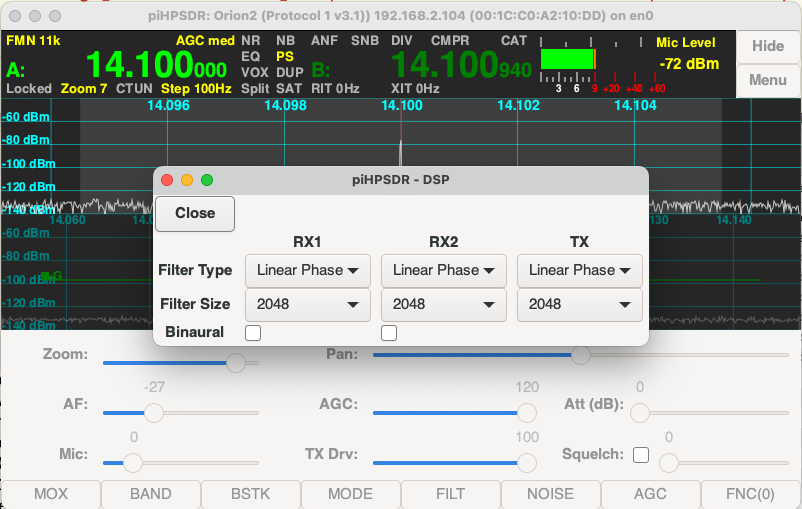 piHPSDR: Orion2 (Protocol 1 v3.1)) 192.168.2.104 (00:1C:C0:A2:10:DD) on en0
FMN 11k AGC med NR NB ANF SNB DIV CMPR CAT Mic Level Hide
EQ PS
A: 14.100000 VOX DUP B: 14.100940 -72 dBm
Locked Zoom 7 CTUN Step 100Hz Split SAT RIT 0Hz XIT 0Hz 3 6 9 +20 +40 +60 Menu
14.096 14.098 14.100 14.102 14.104
-60 dBm
-80 dBm
-100 dBm
-120 dBm
-140 dBm
14.060 130 14.140
-60 dBm
-80 dBm
-100 dBm G
-120 dBm
-140 dBm
piHPSDR - DSP
Close
RX1 RX2 TX
Filter Type Linear Phase Linear Phase Linear Phase
Filter Size 2048 2048 2048
Binaural
Zoom: Pan:
-27 120 0
AF: AGC: Att (dB):
0 100 0
Mic: TX Drv: Squelch:
MOX BAND BSTK MODE FILT NOISE AGC FNC(0)